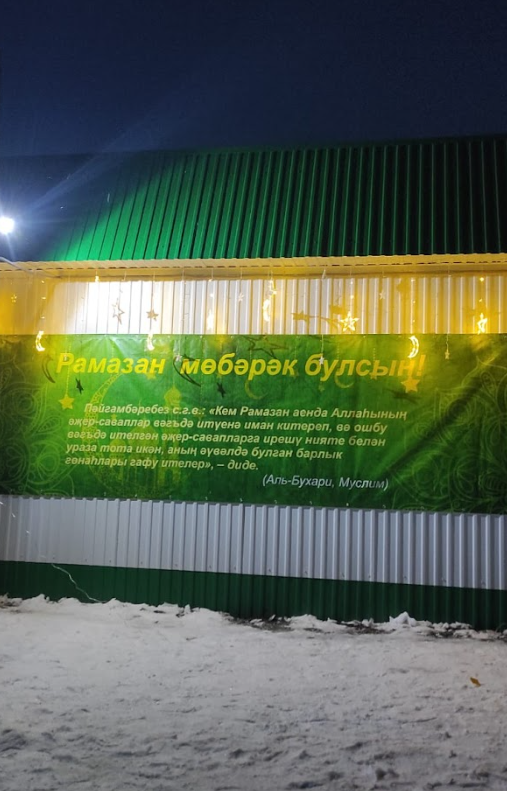 Рамазан мөбәрәк булсын!
Пәйгамбәребез с.г.в.: «Кем Рамазан аенда Аллаһының
әҗер-саваплар вәгъдә итүенә иман китереп, вә ошбу
вәгъдә ителгән әҗер-савапларга ирешү нияте белән
ураза тота икән, аның әүвәлдә булган барлык
гөнаһлары гафу ителер», – диде.
(Аль-Бухари, Муслим)